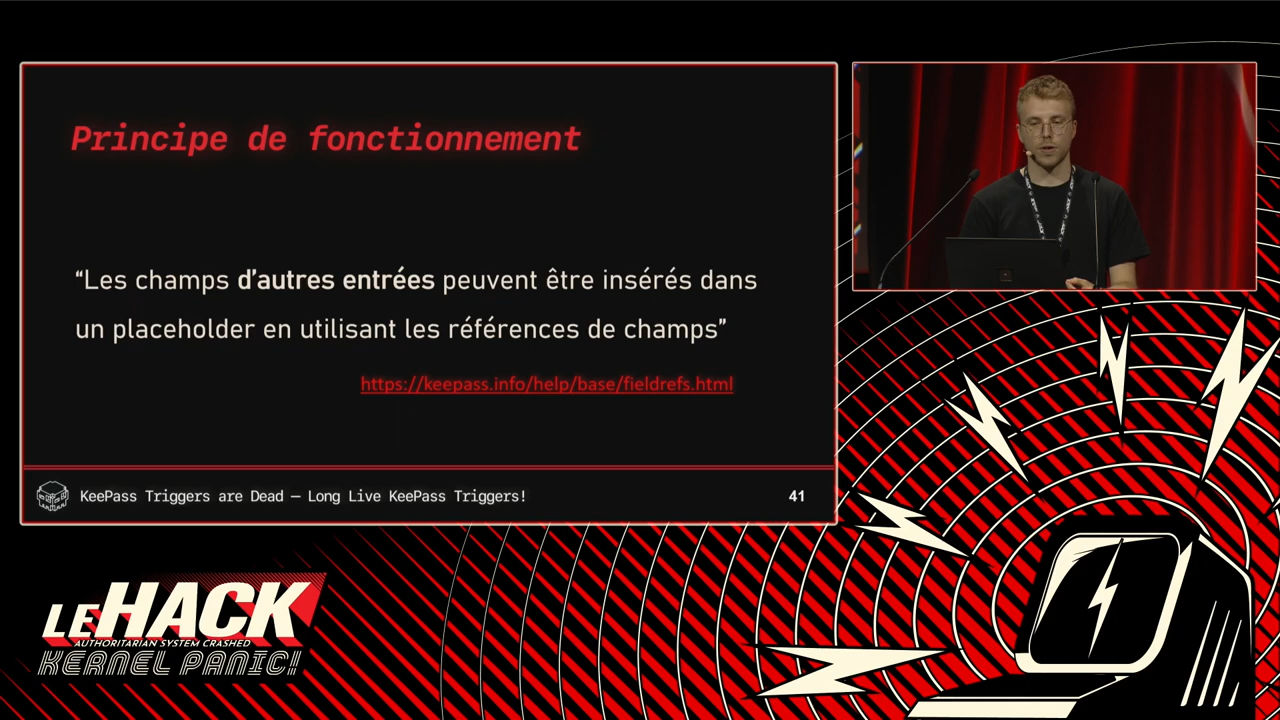 Principe de fonctionnement
“Les champs d’autres entrées peuvent être insérés dans
un placeholder en utilisant les références de champs”
https://keepass.info/help/base/fieldrefs.html
KeePass Triggers are Dead – Long Live KeePass Triggers!
41
LEHACK
AUTHORITARIAN SYSTEM CRASHED
KERNEL PANIC!